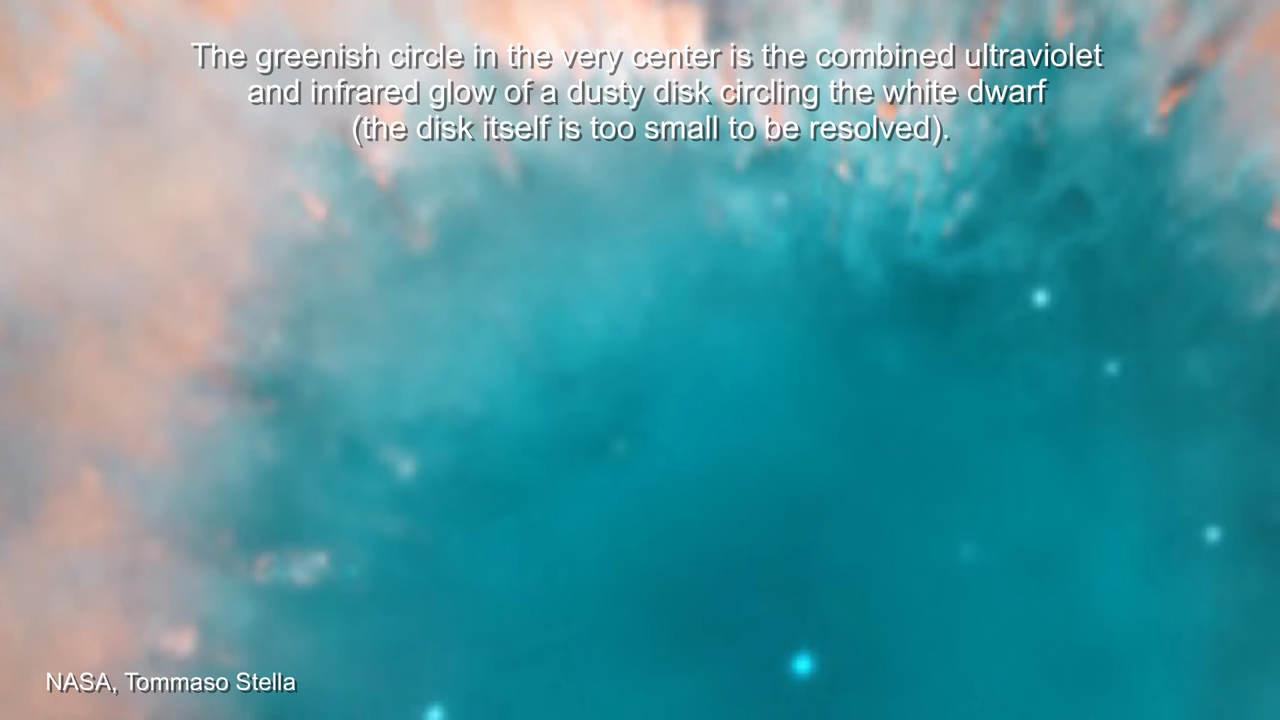 The greenish circle in the very center is the combined ultraviolet
and infrared glow of a dusty disk circling the white dwarf
(the disk itself is too small to be resolved).
NASA, Tommaso Stella